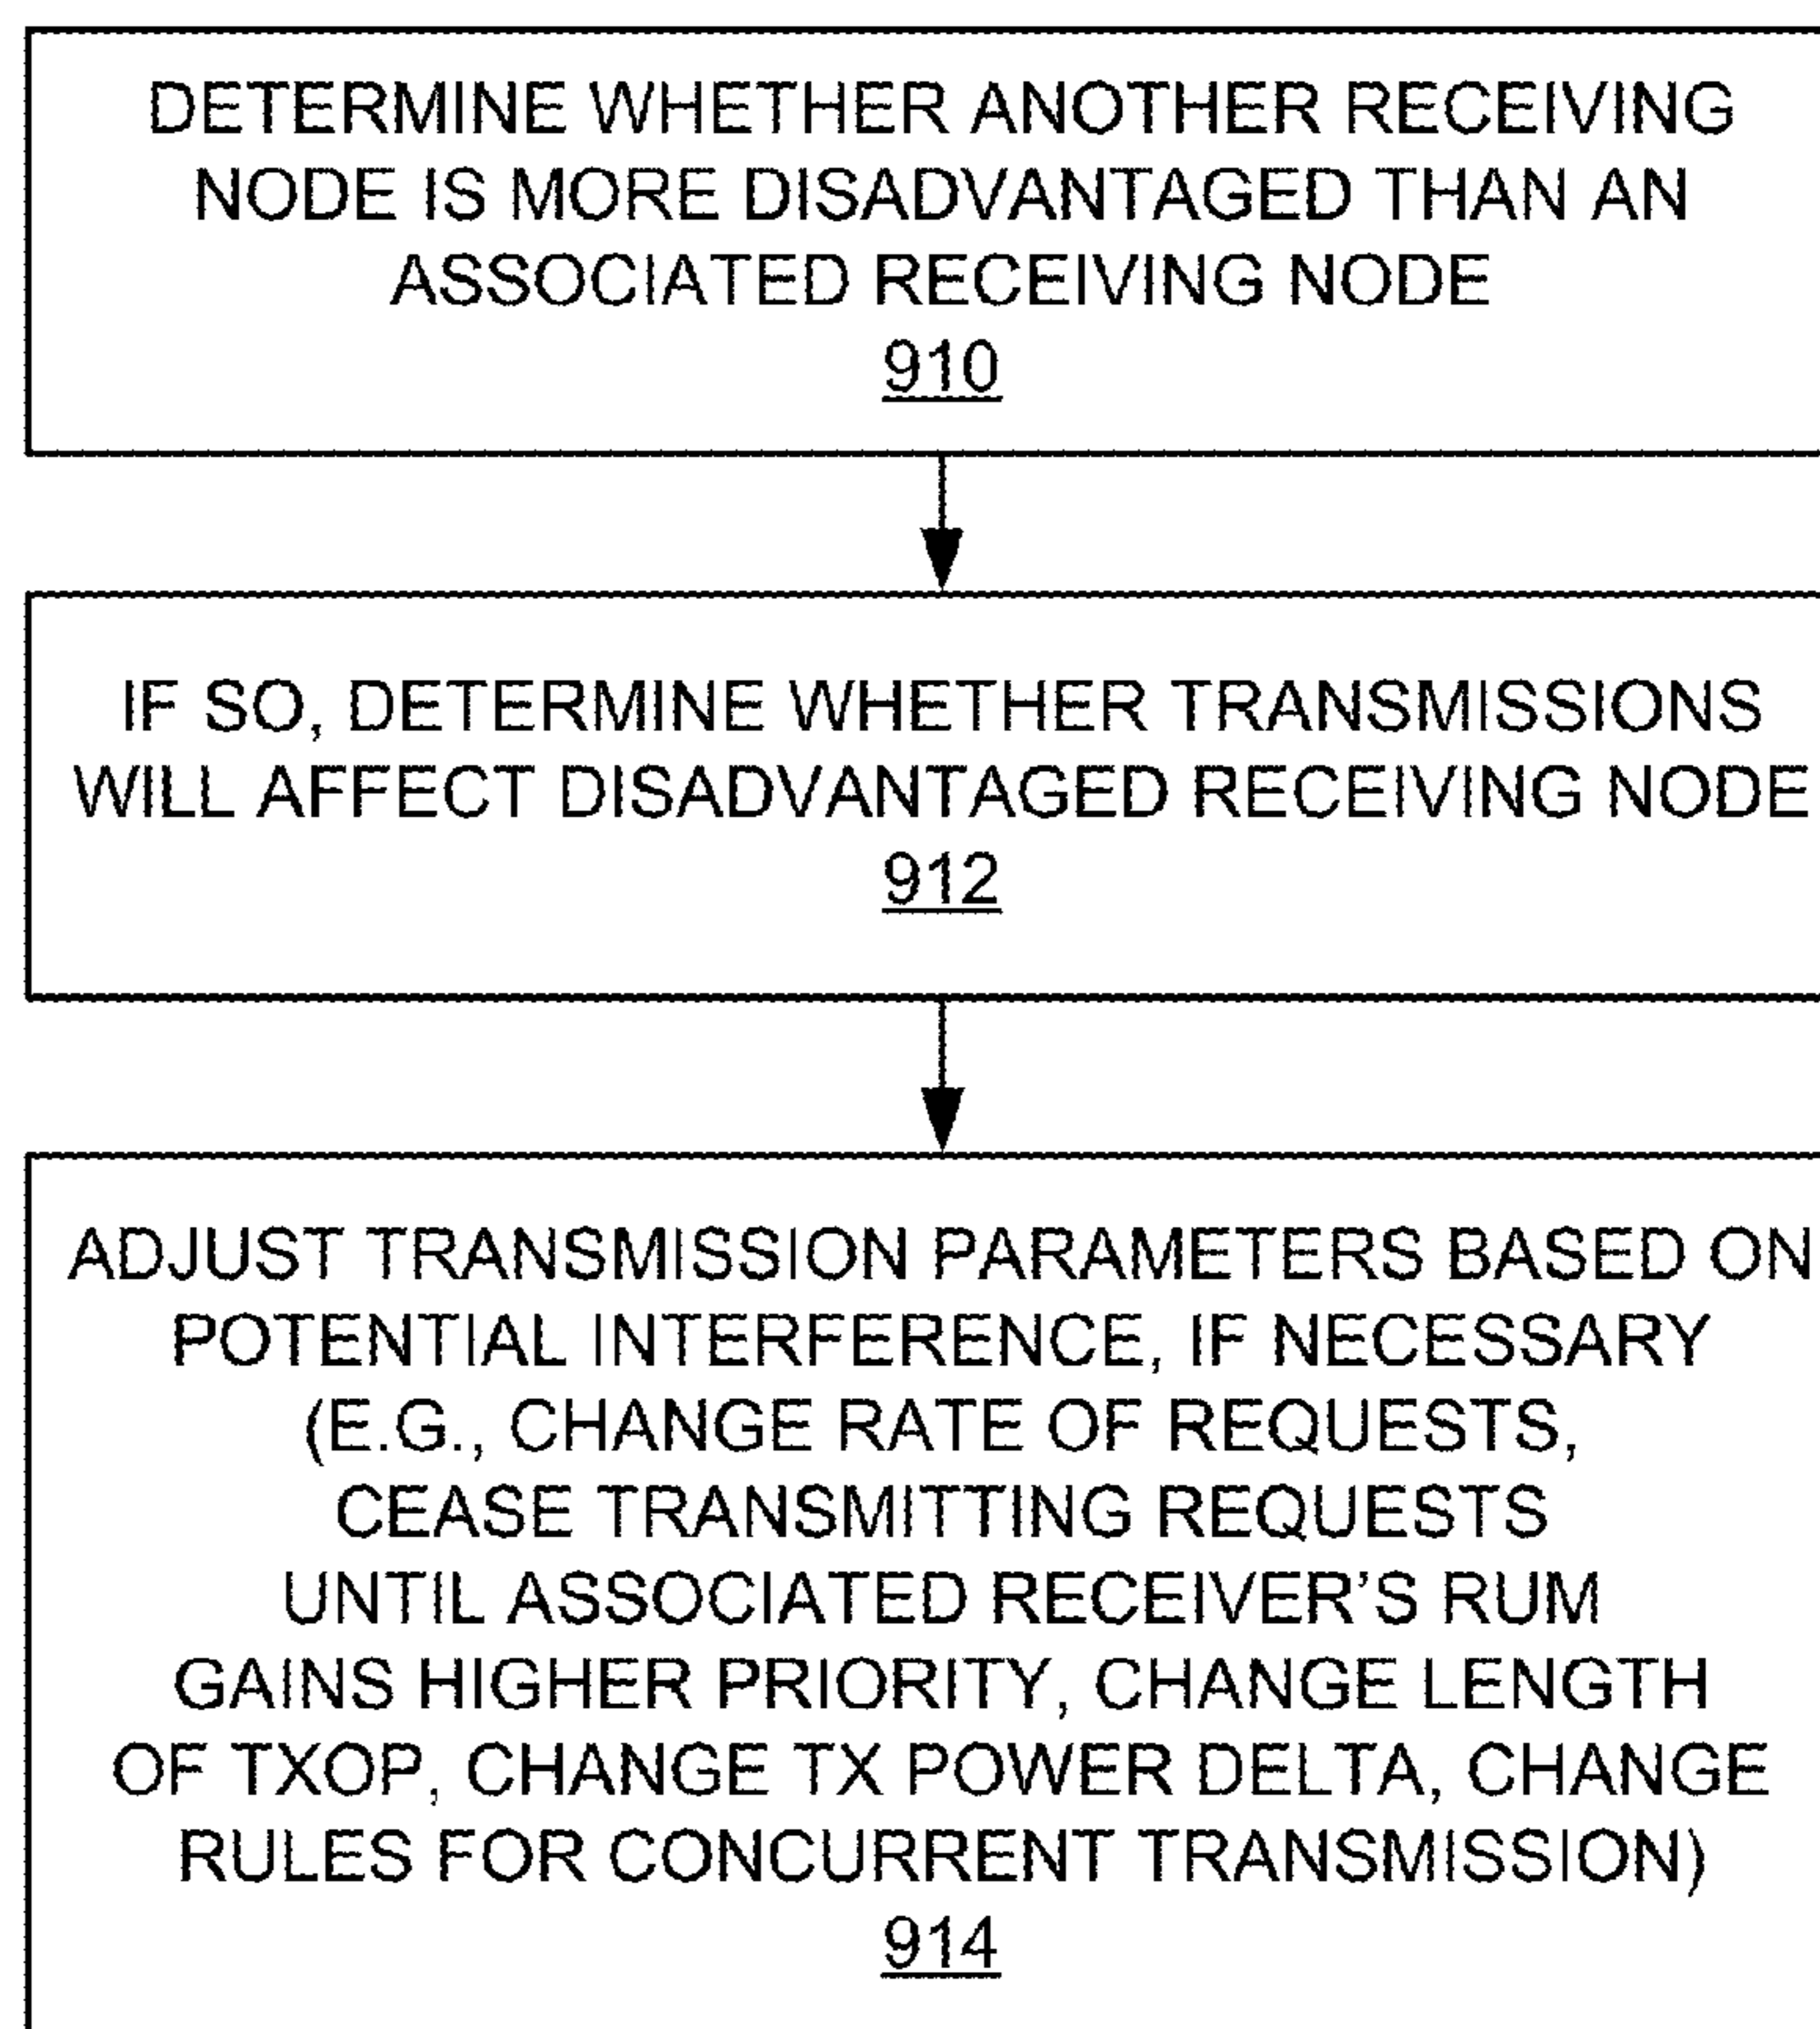 DETERMINE WHETHER ANOTHER RECEIVING
NODE IS MORE DISADVANTAGED THAN AN
ASSOCIATED RECEIVING NODE
910
IF SO, DETERMINE WHETHER TRANSMISSIONS
WILL AFFECT DISADVANTAGED RECEIVING NODE
912
ADJUST TRANSMISSION PARAMETERS BASED ON
POTENTIAL INTERFERENCE, IF NECESSARY
(E.G., CHANGE RATE OF REQUESTS,
CEASE TRANSMITTING REQUESTS
UNTIL ASSOCIATED RECEIVER’S RUM
GAINS HIGHER PRIORITY, CHANGE LENGTH
OF TXOP, CHANGE TX POWER DELTA, CHANGE
RULES FOR CONCURRENT TRANSMISSION)
914